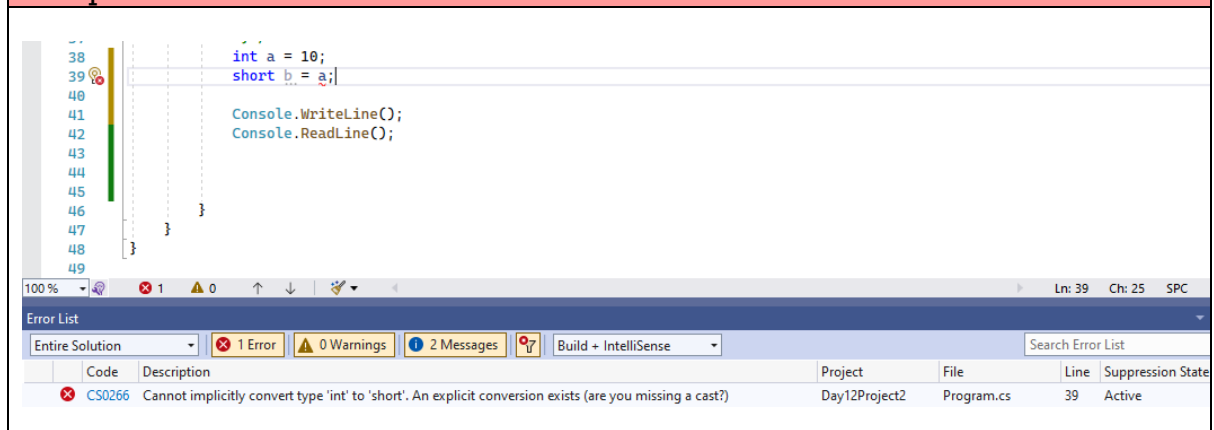 38 int a = 10;
39 short b = a;
40
41 Console.WriteLine();
42 Console.ReadLine();
43
44
45
46 }
47 }
48 }
49
100 % 1 0 Ln: 39 Ch: 25 SPC
Error List
Entire Solution 1 Error 0 Warnings 2 Messages Build + IntelliSense Search Error List
Code Description Project File Line Suppression State
CS0266 Cannot implicitly convert type 'int' to 'short'. An explicit conversion exists (are you missing a cast?) Day12Project2 Program.cs 39 Active